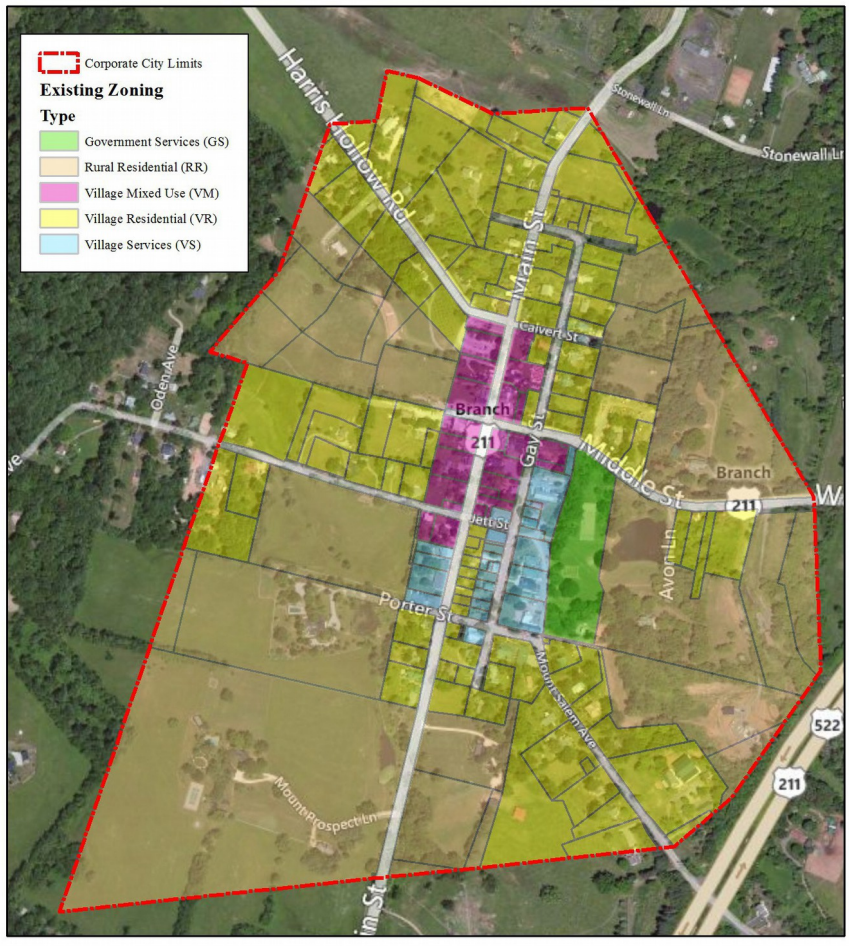 Corporate City Limits
Existing Zoning
Type
Government Services (GS)
Rural Residential (RR)
Village Mixed Use (VM)
Village Residential (VR)
Village Services (VS)
Harris Hollow Rd
Stonewall Ln
Stonewall Ln
Main St
Calvert St
Oden Ave
Branch
211
Gay St
Middle St
Branch
211
W
ve
Jett St
Avon Ln
Porter St
Mount Salem Ave
522
211
Mount Prospect Ln
in St